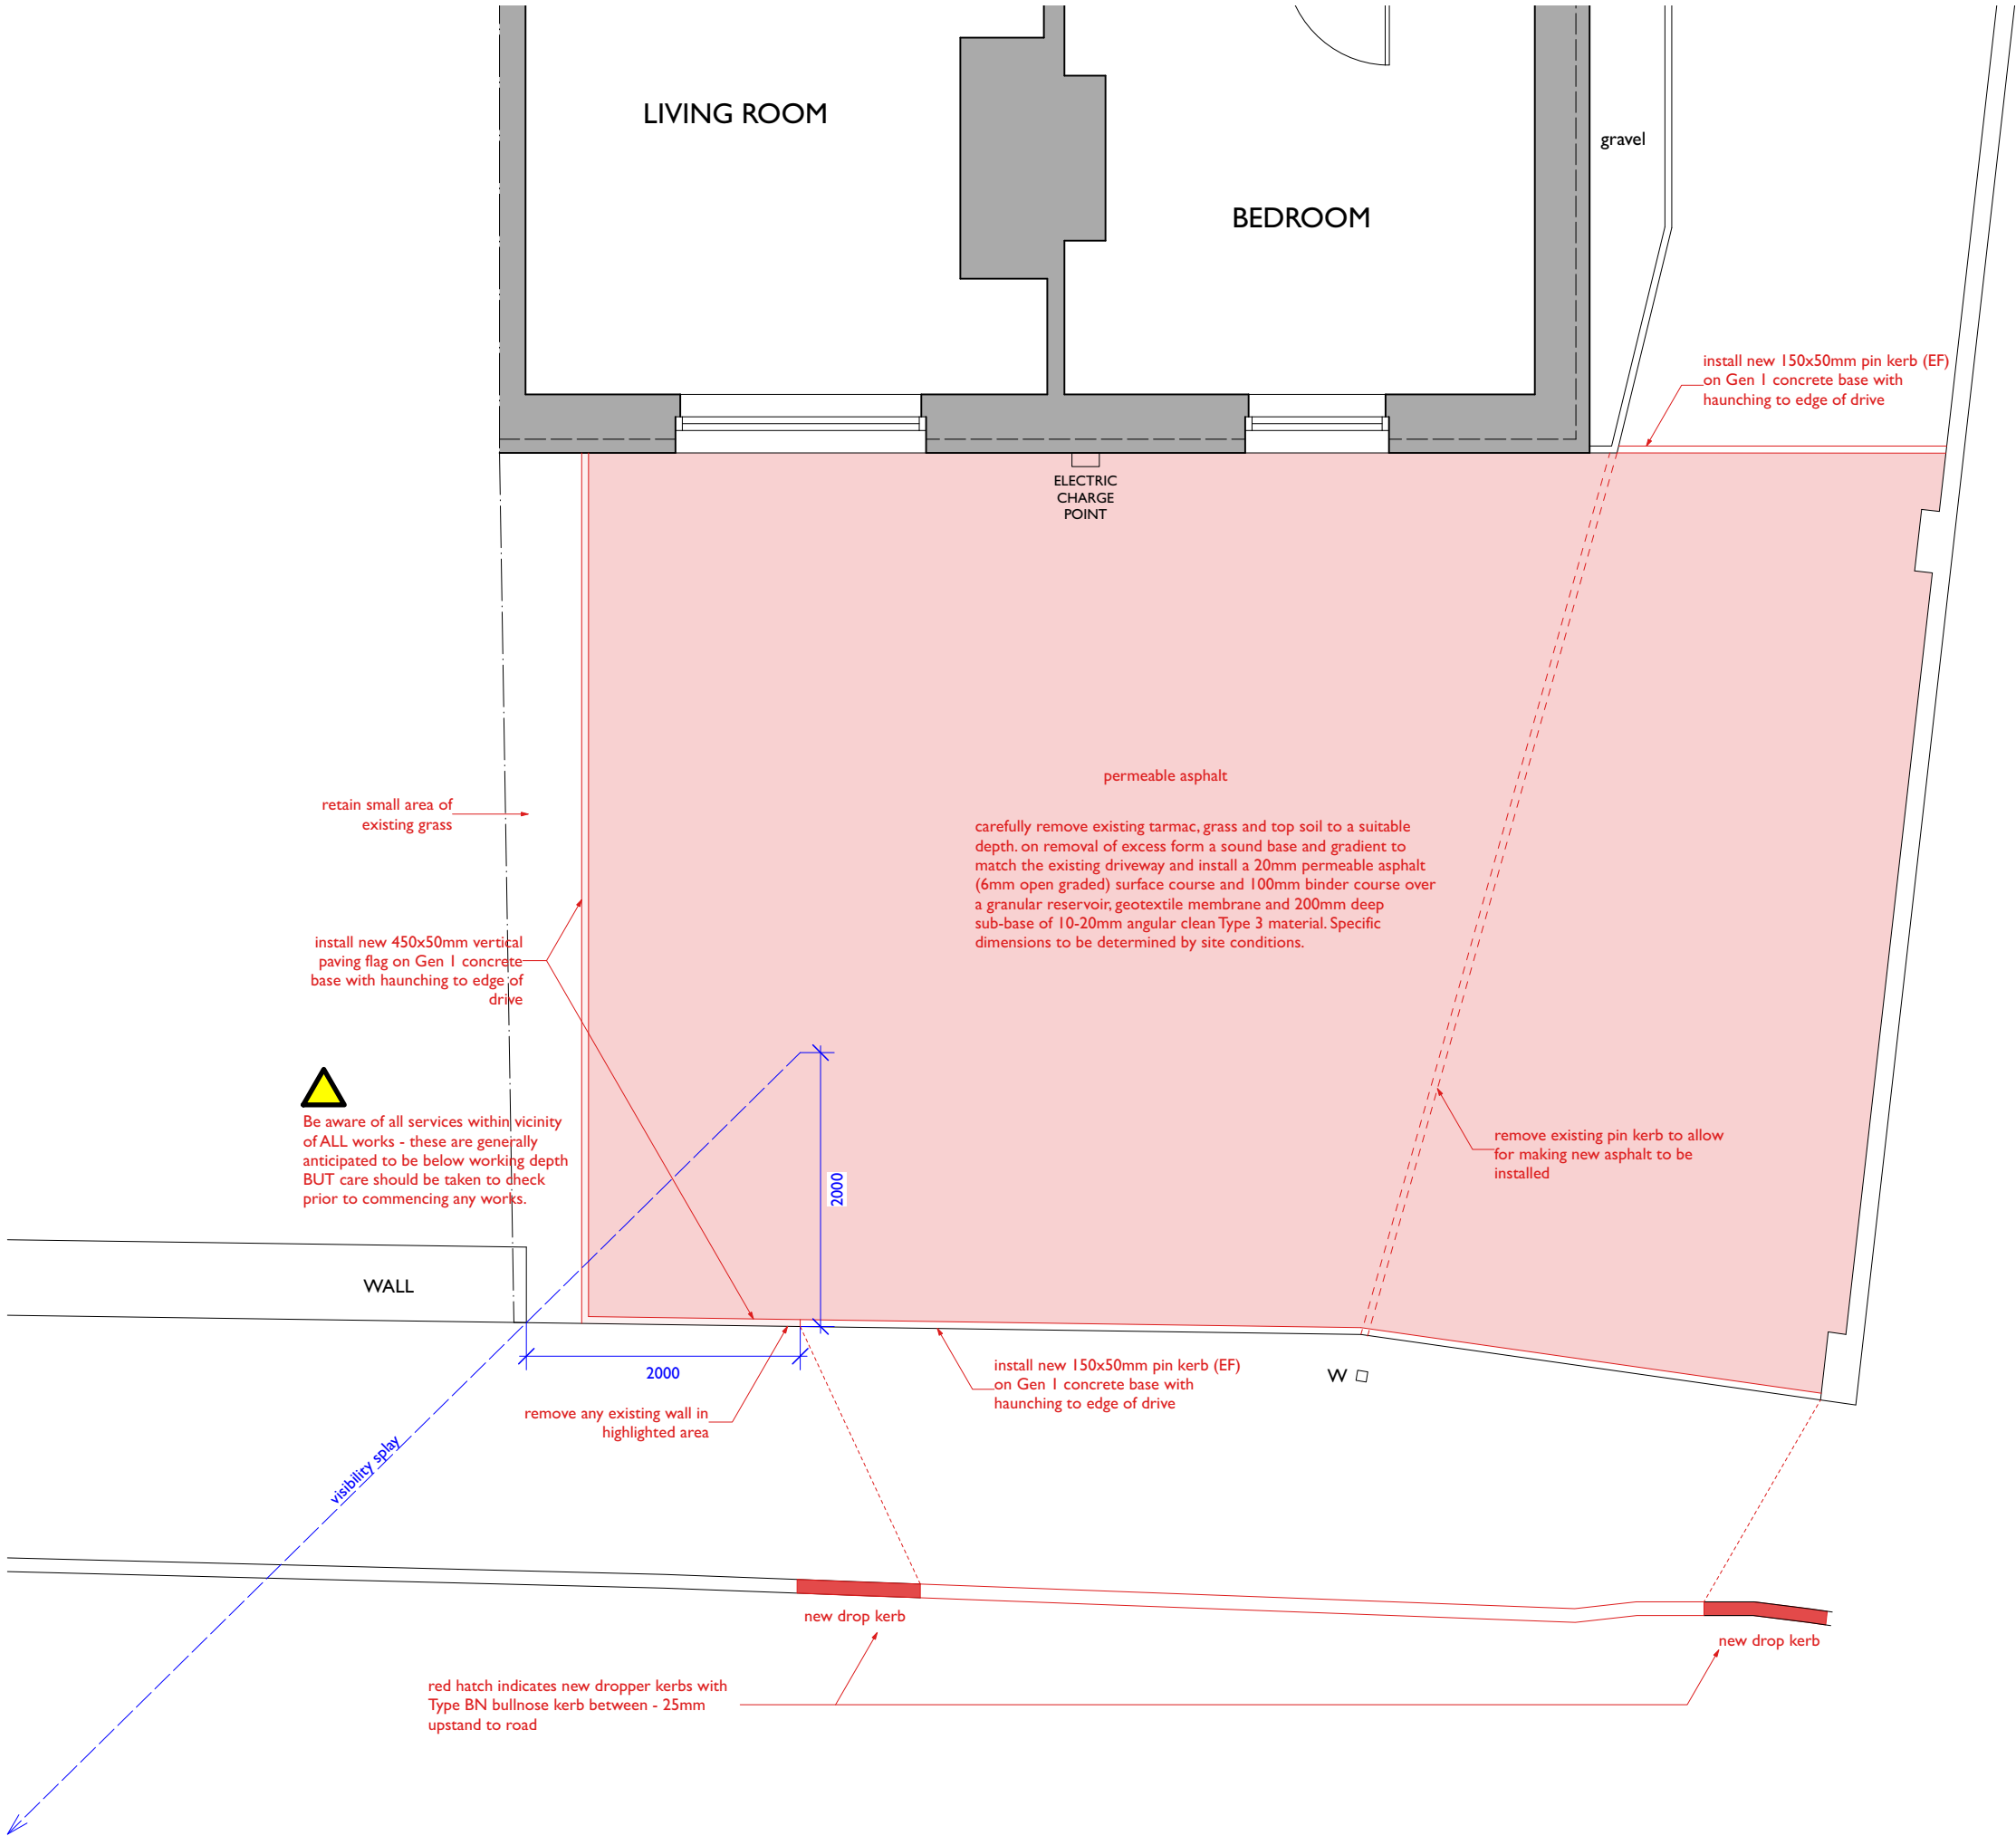 LIVING ROOM
gravel
BEDROOM
install new 150x50mm pin kerb (EF)
on Gen 1 concrete base with
haunching to edge of drive
ELECTRIC
CHARGE
POINT
permeable asphalt
retain small area of
existing grass
carefully remove existing tarmac, grass and top soil to a suitable
depth. on removal of excess form a sound base and gradient to
match the existing driveway and install a 20mm permeable asphalt
(6mm open graded) surface course and 100mm binder course over
a granular reservoir, geotextile membrane and 200mm deep
sub-base of 10-20mm angular clean Type 3 material. Specific
dimensions to be determined by site conditions.
install new 450x50mm vertical
paving flag on Gen 1 concrete
base with haunching to edge of
drive
Be aware of all services within vicinity
of ALL works - these are generally
anticipated to be below working depth
BUT care should be taken to check
prior to commencing any works.
remove existing pin kerb to allow
for making new asphalt to be
installed
2000
WALL
2000
install new 150x50mm pin kerb (EF)
on Gen 1 concrete base with
haunching to edge of drive
W
remove any existing wall in
highlighted area
visibility splay
new drop kerb
new drop kerb
red hatch indicates new dropper kerbs with
Type BN bullnose kerb between - 25mm
upstand to road